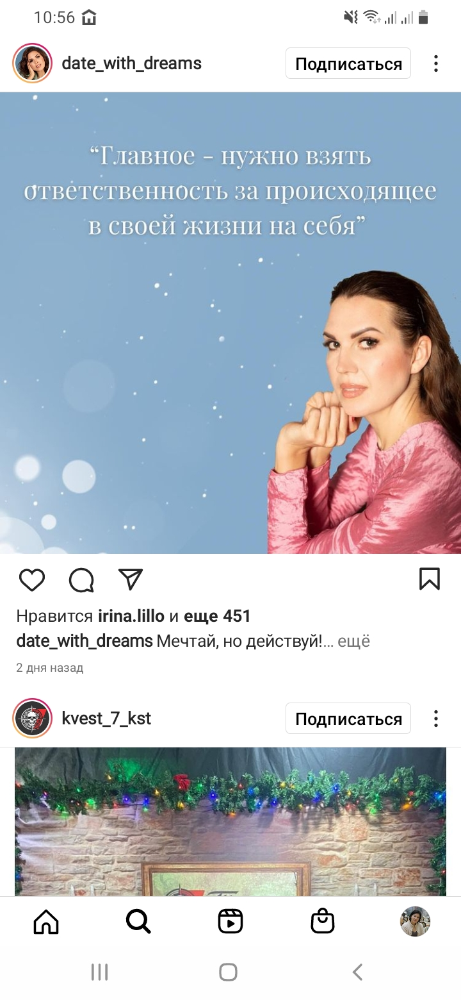 10:56
date_with_dreams
Подписаться
“Главное - нужно взять
ответственность за происходящее
в своей жизни на себя”
Нравится irina.lillo и еще 451
date_with_dreams Мечтай, но действуй!... ещё
2 дня назад
kvest_7_kst
Подписаться